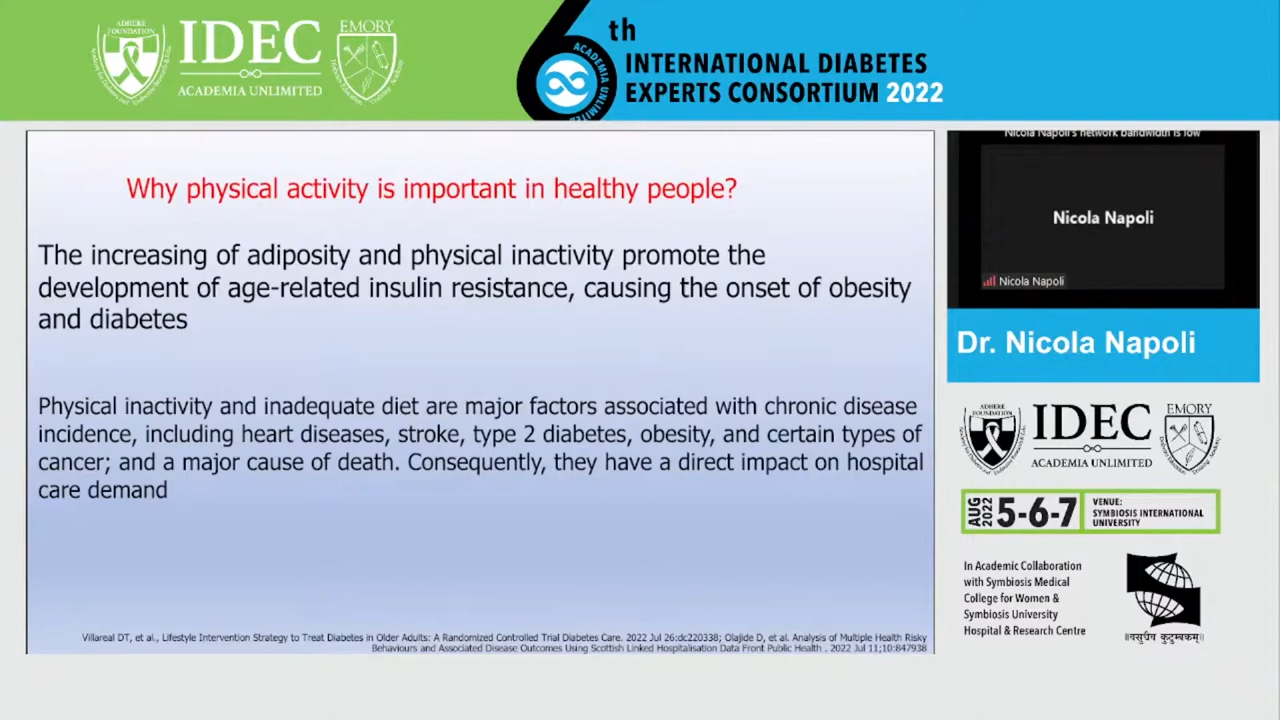 ADHERE
FOUNDATION
IDEC
ACADEMIA UNLIMITED
EMORY
6th
ACADEMIA UNLIMITED
INTERNATIONAL DIABETES
EXPERTS CONSORTIUM 2022
Why physical activity is important in healthy people?
The increasing of adiposity and physical inactivity promote the
development of age-related insulin resistance, causing the onset of obesity
and diabetes
Physical inactivity and inadequate diet are major factors associated with chronic disease
incidence, including heart diseases, stroke, type 2 diabetes, obesity, and certain types of
cancer; and a major cause of death. Consequently, they have a direct impact on hospital
care demand
Villareal DT, et al., Lifestyle Intervention Strategy to Treat Diabetes in Older Adults: A Randomized Controlled Trial Diabetes Care. 2022 Jul 26:dc220338; Olajide D, et al. Analysis of Multiple Health Risky
Behaviours and Associated Disease Outcomes Using Scottish Linked Hospitalisation Data Front Public Health . 2022 Jul 11;10:847938
Nicola Napoli's network bandwidth is low
Nicola Napoli
Nicola Napoli
Dr. Nicola Napoli
ADHERE
FOUNDATION
IDEC
ACADEMIA UNLIMITED
EMORY
AUG
2022
5-6-7
VENUE:
SYMBIOSIS INTERNATIONAL
UNIVERSITY
In Academic Collaboration
with Symbiosis Medical
College for Women &
Symbiosis University
Hospital & Research Centre
॥वसुधैव कुटुम्बकम्॥